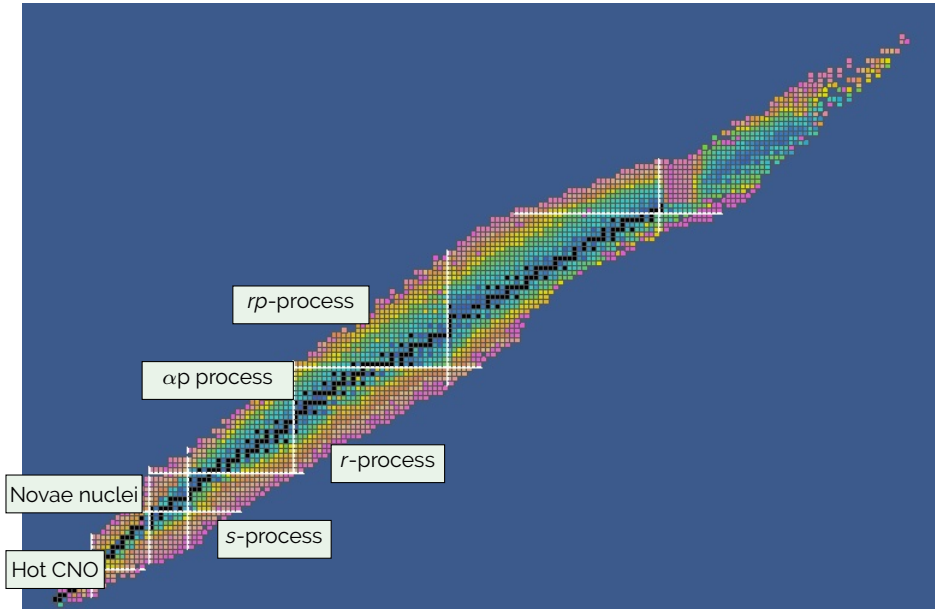 rp-process
αp process
r-process
Novae nuclei
s-process
Hot CNO